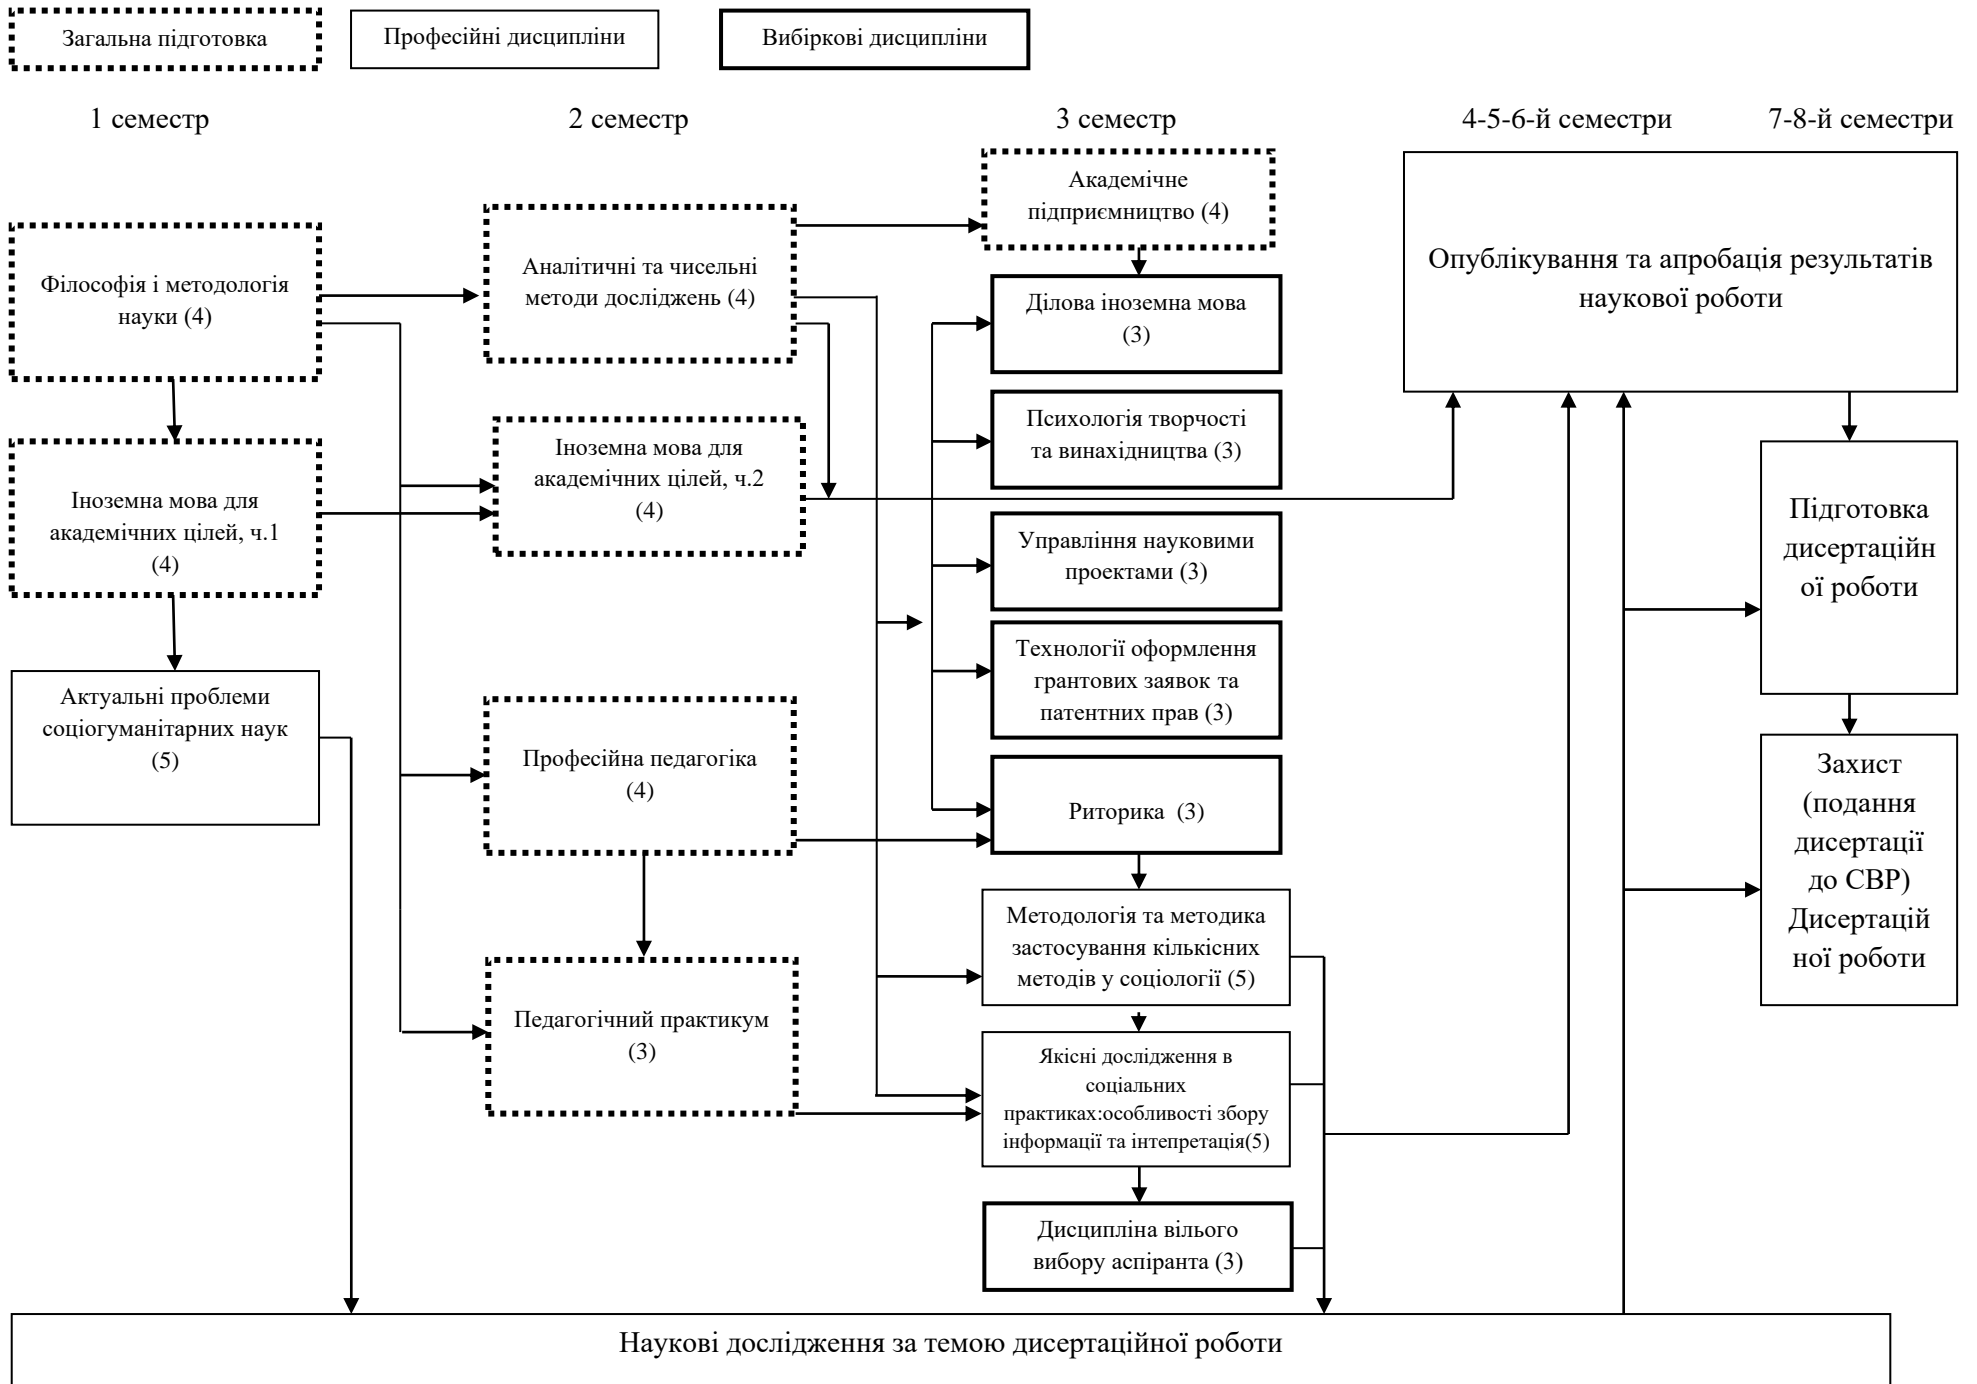 Загальна підготовка
Професійні дисципліни
Вибіркові дисципліни
1 семестр
2 семестр
3 семестр
4-5-6-й семестри
7-8-й семестри
Філософія і методологія
науки (4)
Іноземна мова для
академічних цілей, ч.1
(4)
Актуальні проблеми
соціогуманітарних наук
(5)
Аналітичні та чисельні
методи досліджень (4)
Іноземна мова для
академічних цілей, ч.2
(4)
Професійна педагогіка
(4)
Педагогічний практикум
(3)
Академічне
підприємництво (4)
Ділова іноземна мова
(3)
Психологія творчості
та винахідництва (3)
Управління науковими
проектами (3)
Технології оформлення
грантових заявок та
патентних прав (3)
Риторика (3)
Методологія та методика
застосування кількісних
методів у соціології (5)
Якісні дослідження в
соціальних
практиках:особливості збору
інформації та інтепретація(5)
Дисципліна вілього
вибору аспіранта (3)
Опублікування та апробація результатів
наукової роботи
Підготовка
дисертаційн
ої роботи
Захист
(подання
дисертації
до СВР)
Дисертацій
ної роботи
Наукові дослідження за темою дисертаційної роботи